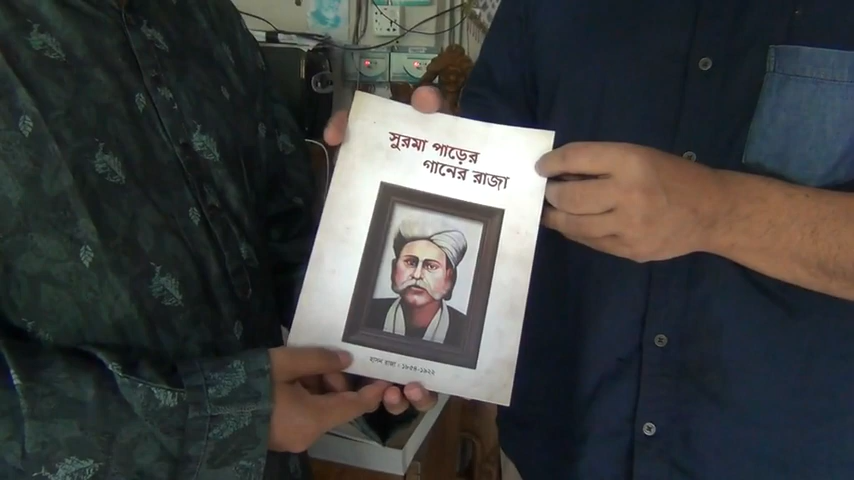 সুরমা পাড়ের
গানের রাজা
হাসন রাজা : ১৮৫৪-১৯২২